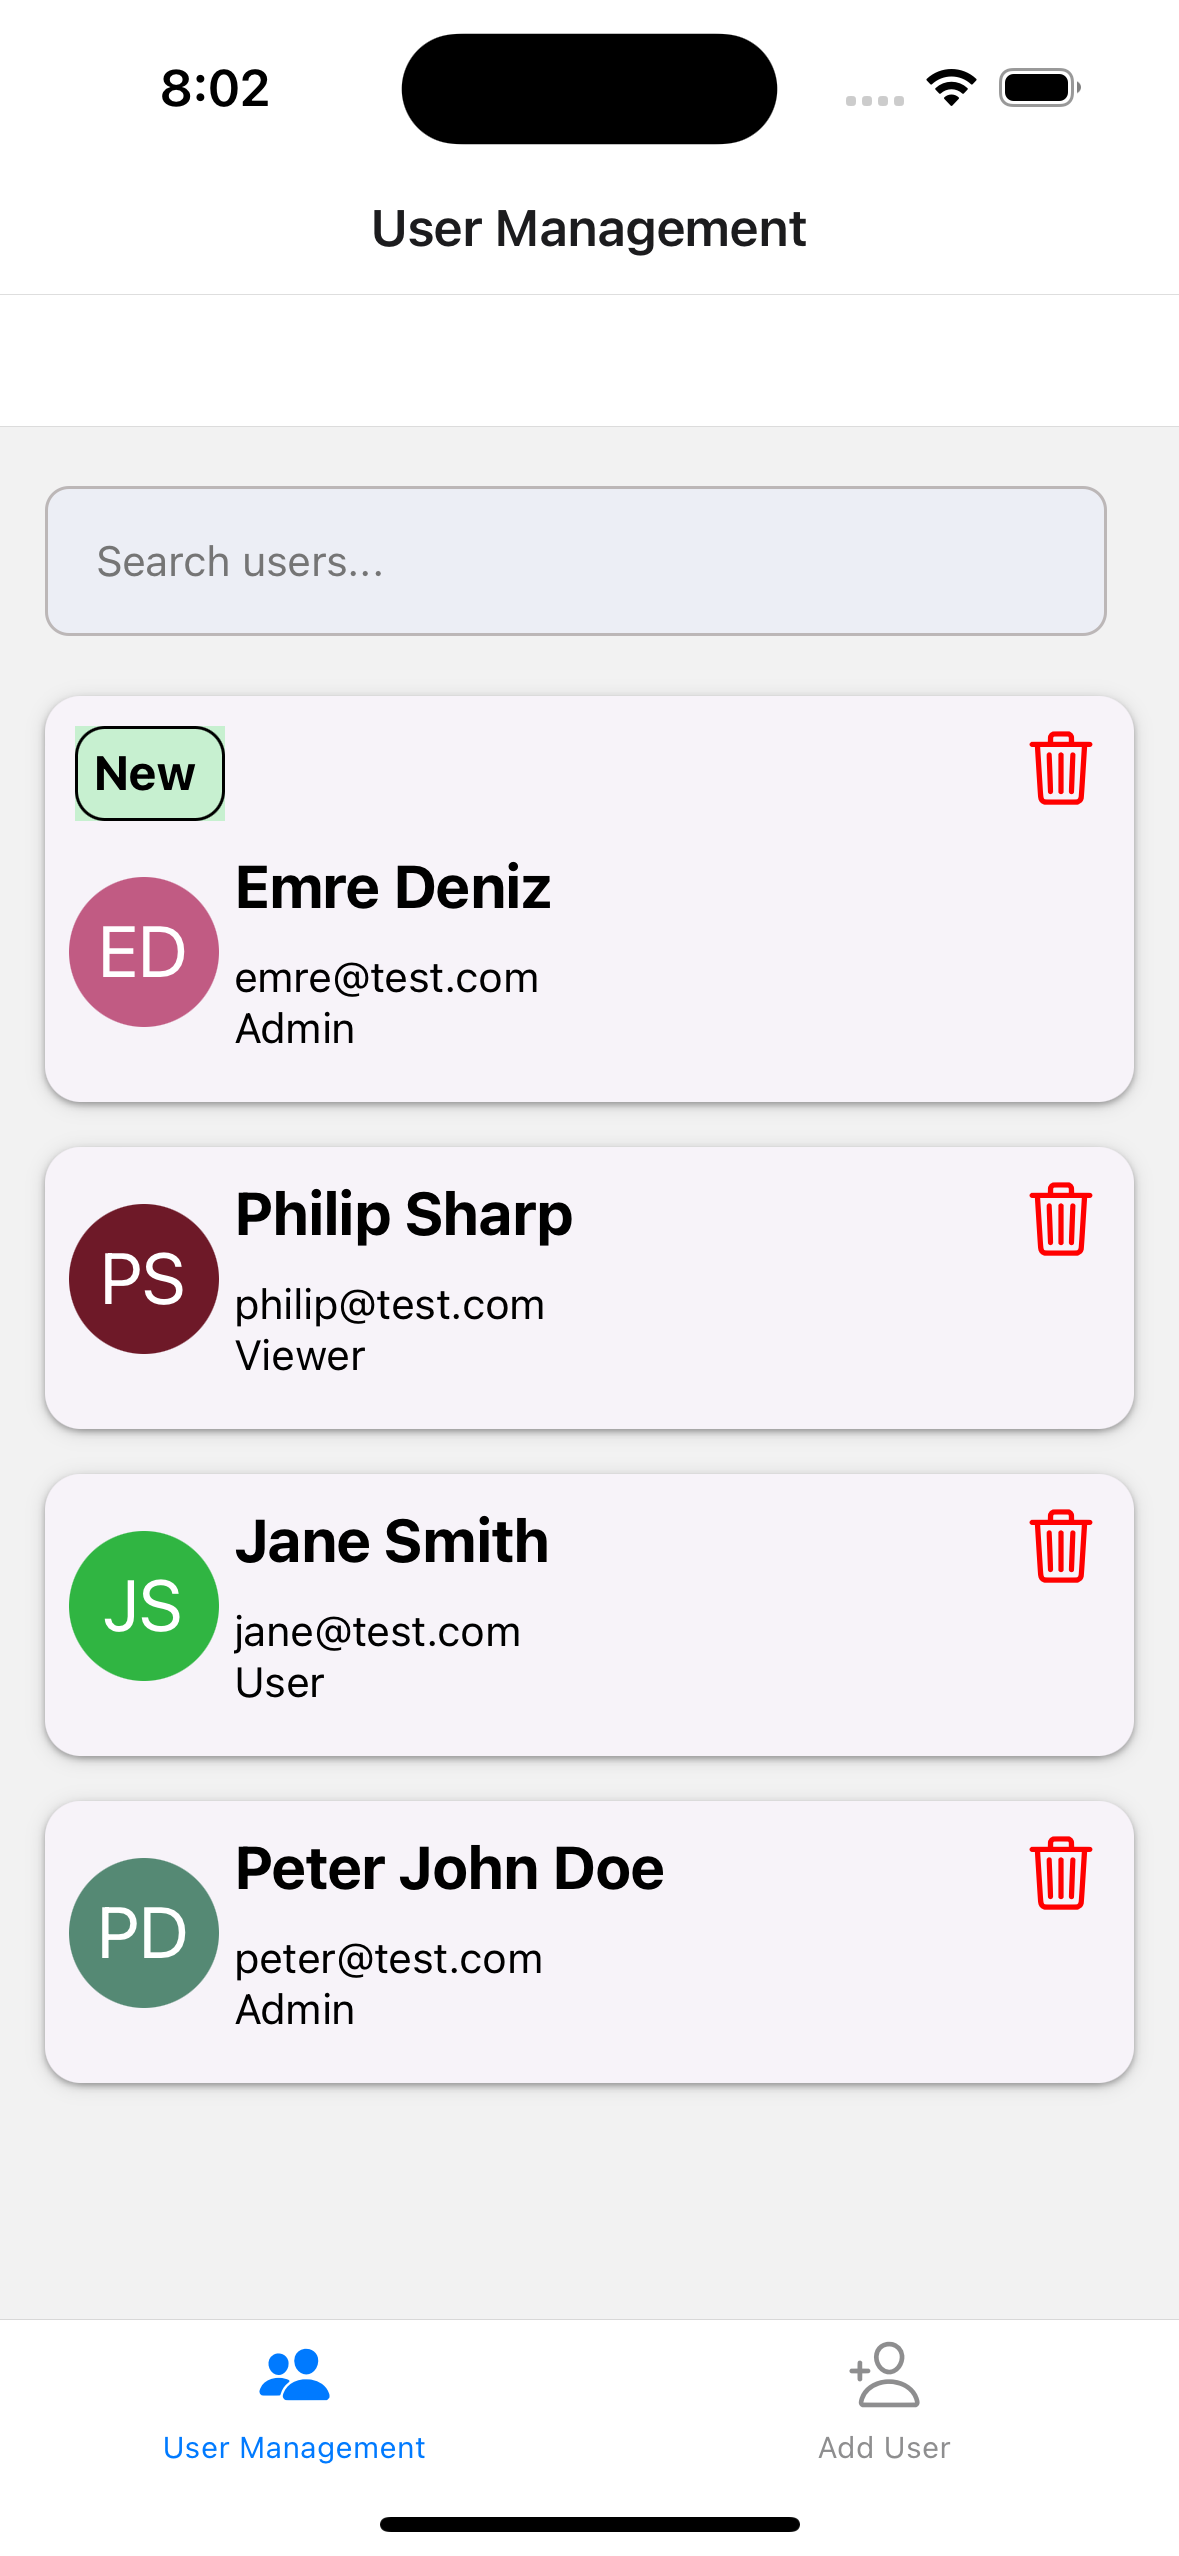 8:02
User Management
Search users...
New
ED
Emre Deniz
emre@test.com
Admin
PS
Philip Sharp
philip@test.com
Viewer
JS
Jane Smith
jane@test.com
User
PD
Peter John Doe
peter@test.com
Admin
User Management
Add User